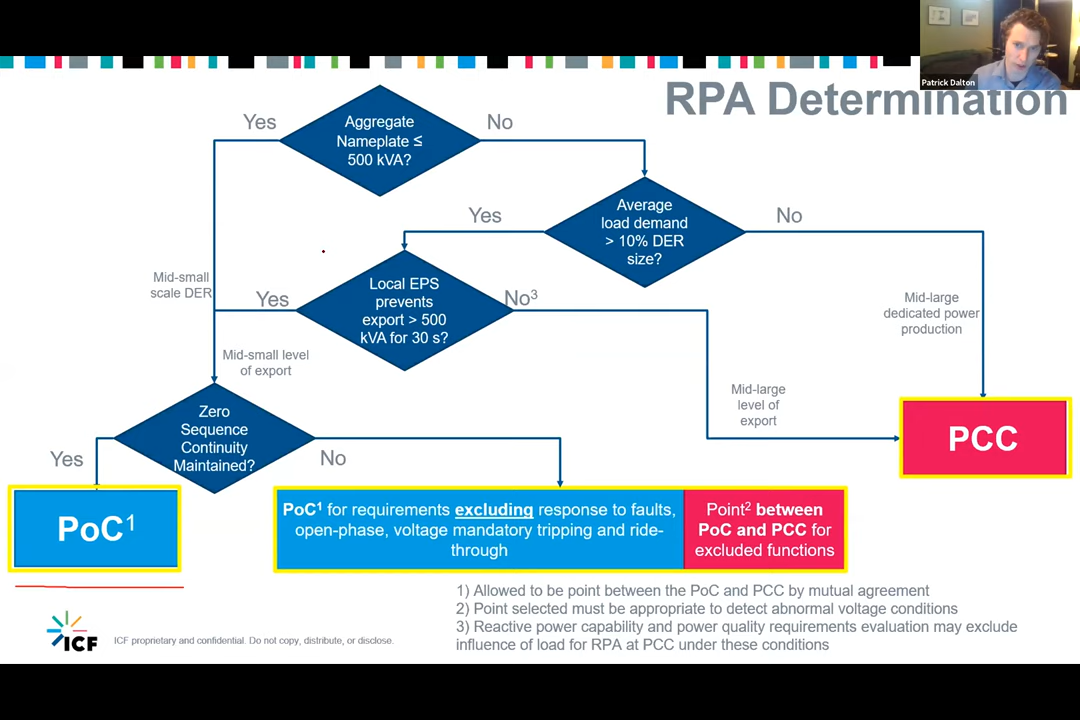 Patrick Dalton
RPA Determination
Yes
Aggregate
Nameplate ≤
500 kVA?
No
Yes
Average
load demand
> 10% DER
size?
No
Mid-small
scale DER
Yes
Local EPS
prevents
export > 500
kVA for 30 s?
No³
Mid-large
dedicated power
production
Mid-small level
of export
Mid-large
level of
export
Zero
Sequence
Continuity
Maintained?
Yes
No
PCC
PoC¹
PoC¹ for requirements excluding response to faults,
open-phase, voltage mandatory tripping and ride-
through
Point² between
PoC and PCC for
excluded functions
1) Allowed to be point between the PoC and PCC by mutual agreement
2) Point selected must be appropriate to detect abnormal voltage conditions
3) Reactive power capability and power quality requirements evaluation may exclude
influence of load for RPA at PCC under these conditions
ICF
ICF proprietary and confidential. Do not copy, distribute, or disclose.